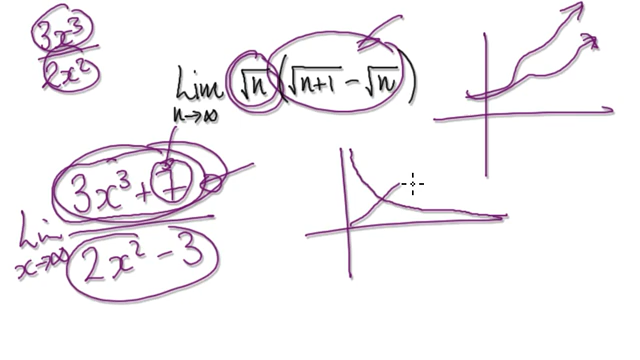 3x³
2x²
Lim n→∞ √n (√n+1 − √n)
3x³ + 7
Lim x→∞
2x² − 3